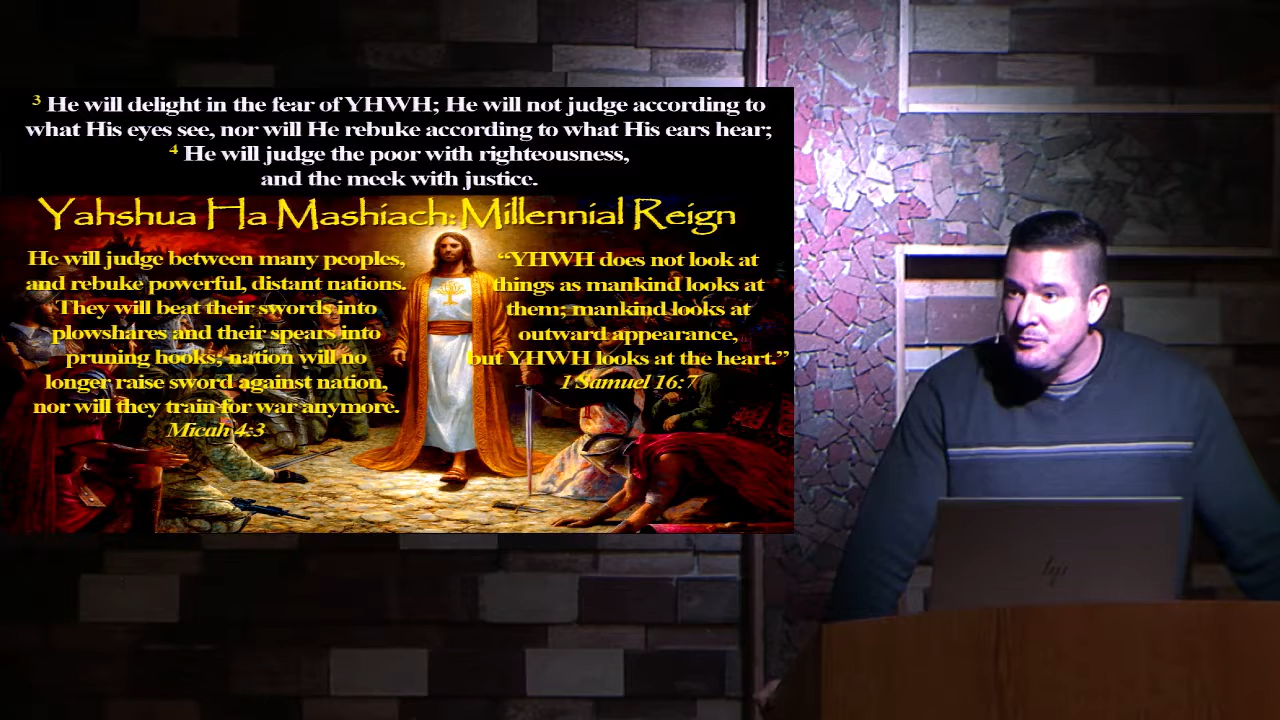 3 He will delight in the fear of YHWH; He will not judge according to
what His eyes see, nor will He rebuke according to what His ears hear;
4 He will judge the poor with righteousness,
and the meek with justice.
Yahshua Ha Mashiach: Millennial Reign
He will judge between many peoples,
and rebuke powerful, distant nations.
They will beat their swords into
plowshares and their spears into
pruning hooks; nation will no
longer raise sword against nation,
nor will they train for war anymore.
Micah 4:3
“YHWH does not look at
things as mankind looks at
them; mankind looks at
outward appearance,
but YHWH looks at the heart.”
1 Samuel 16:7
hp